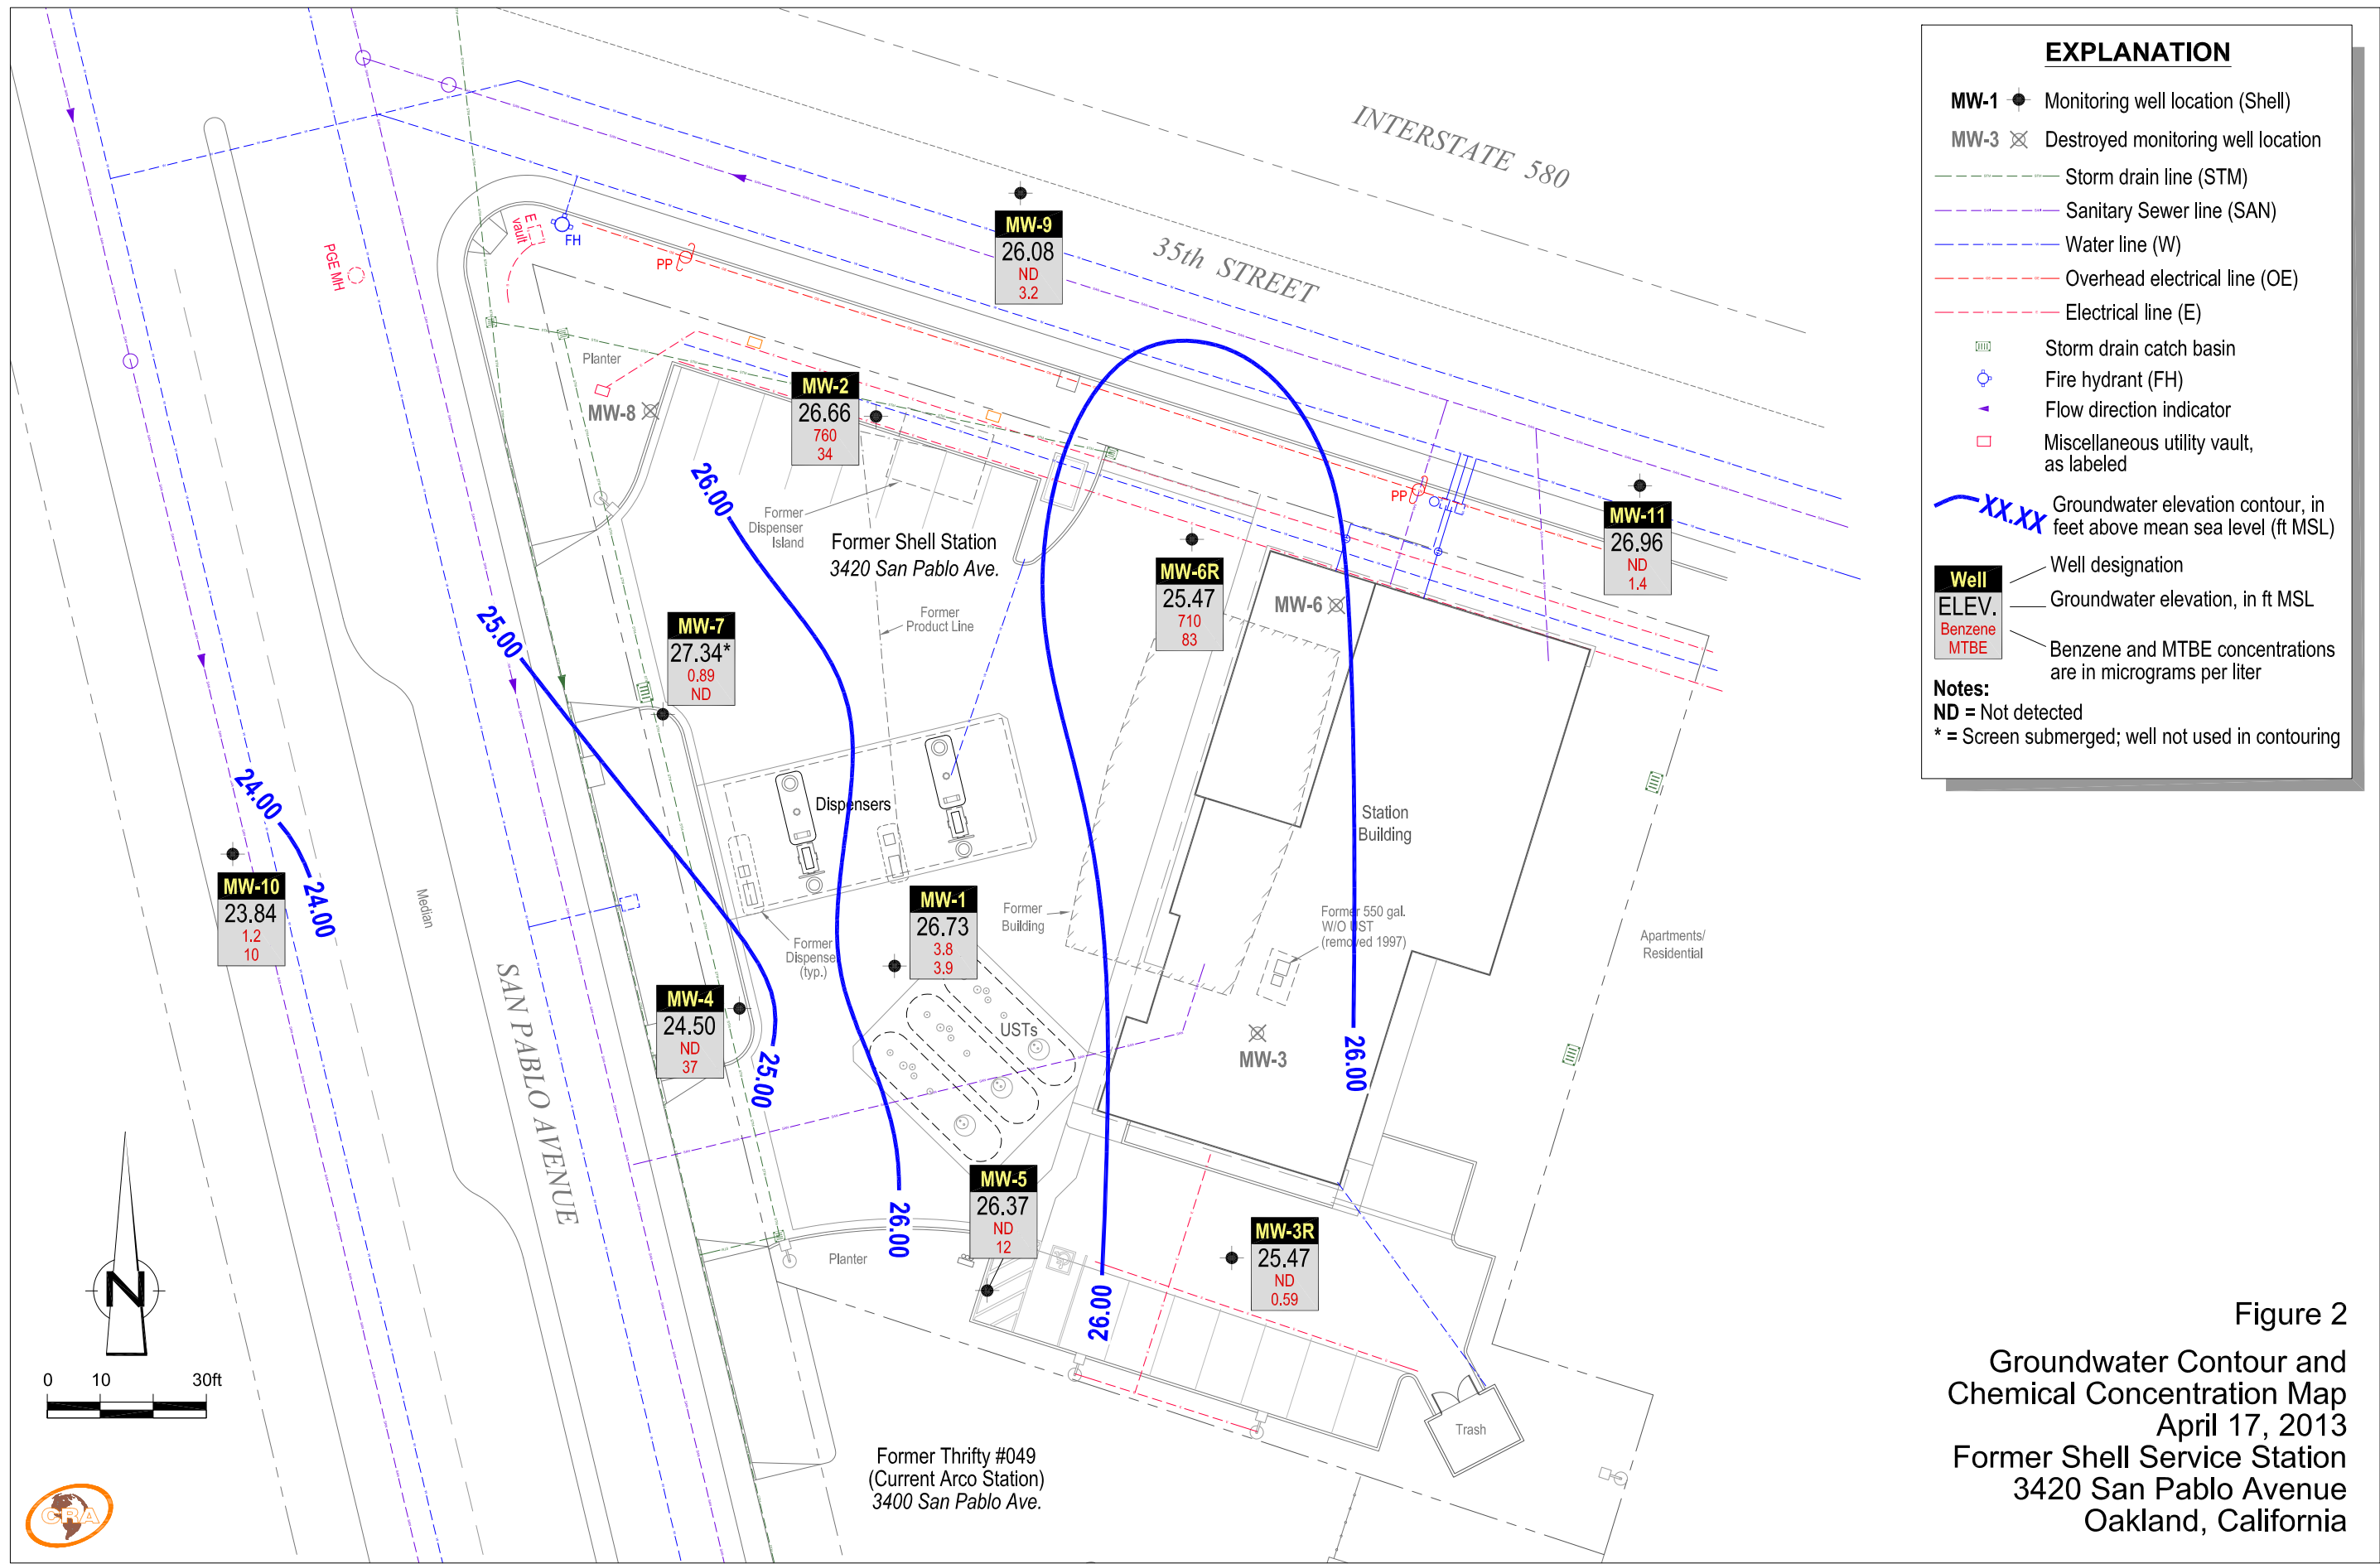 INTERSTATE 580
35th STREET
SAN PABLO AVENUE
Median
PGE MH
E
vault
FH
PP
Planter
MW-8
MW-9
26.08
ND
3.2
MW-2
26.66
760
34
26.00
Former
Dispenser
Island
Former Shell Station
3420 San Pablo Ave.
Former
Product Line
25.00
MW-7
27.34*
0.89
ND
MW-6R
25.47
710
83
MW-6
PP
MW-11
26.96
ND
1.4
24.00
24.00
MW-10
23.84
1.2
10
Dispensers
Station
Building
MW-1
26.73
3.8
3.9
Former
Building
Former 550 gal.
W/O UST
(removed 1997)
Apartments/
Residential
Former
Dispenser
(typ.)
MW-4
24.50
ND
37
25.00
USTs
MW-3
26.00
MW-5
26.37
ND
12
26.00
Planter
26.00
MW-3R
25.47
ND
0.59
Trash
Former Thrifty #049
(Current Arco Station)
3400 San Pablo Ave.
N
0 10 30ft
CRA
EXPLANATION
MW-1 Monitoring well location (Shell)
MW-3 Destroyed monitoring well location
Storm drain line (STM)
Sanitary Sewer line (SAN)
Water line (W)
Overhead electrical line (OE)
Electrical line (E)
Storm drain catch basin
Fire hydrant (FH)
Flow direction indicator
Miscellaneous utility vault,
as labeled
XX.XX Groundwater elevation contour, in
feet above mean sea level (ft MSL)
Well
ELEV.
Benzene
MTBE
Well designation
Groundwater elevation, in ft MSL
Benzene and MTBE concentrations
are in micrograms per liter
Notes:
ND = Not detected
* = Screen submerged; well not used in contouring
Figure 2
Groundwater Contour and
Chemical Concentration Map
April 17, 2013
Former Shell Service Station
3420 San Pablo Avenue
Oakland, California